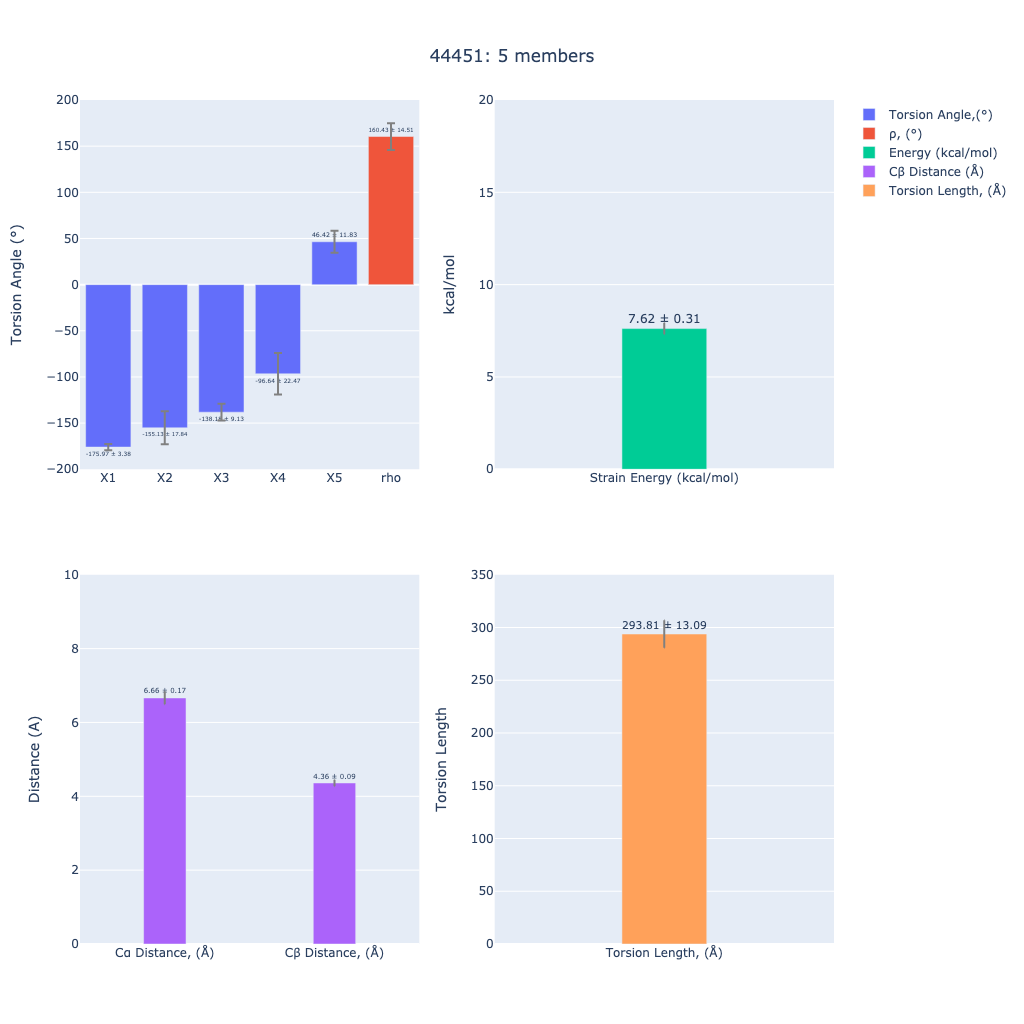 44451: 5 members
Torsion Angle (°)
200
150
100
50
0
−50
−100
−150
−200
-175.97 ± 3.38
-155.13 ± 17.84
± 9.13
-96.64 ± 22.47
46.42 ± 11.83
160.43 ± 14.51
X1 X2 X3 X4 X5 rho
kcal/mol
20
15
10
5
0
7.62 ± 0.31
Strain Energy (kcal/mol)
Torsion Angle,(°)
ρ, (°)
Energy (kcal/mol)
Cβ Distance (Å)
Torsion Length, (Å)
Distance (A)
10
8
6
4
2
0
6.66 ± 0.17
4.36 ± 0.09
Cα Distance, (Å) Cβ Distance, (Å)
Torsion Length
350
300
250
200
150
100
50
0
293.81 ± 13.09
Torsion Length, (Å)